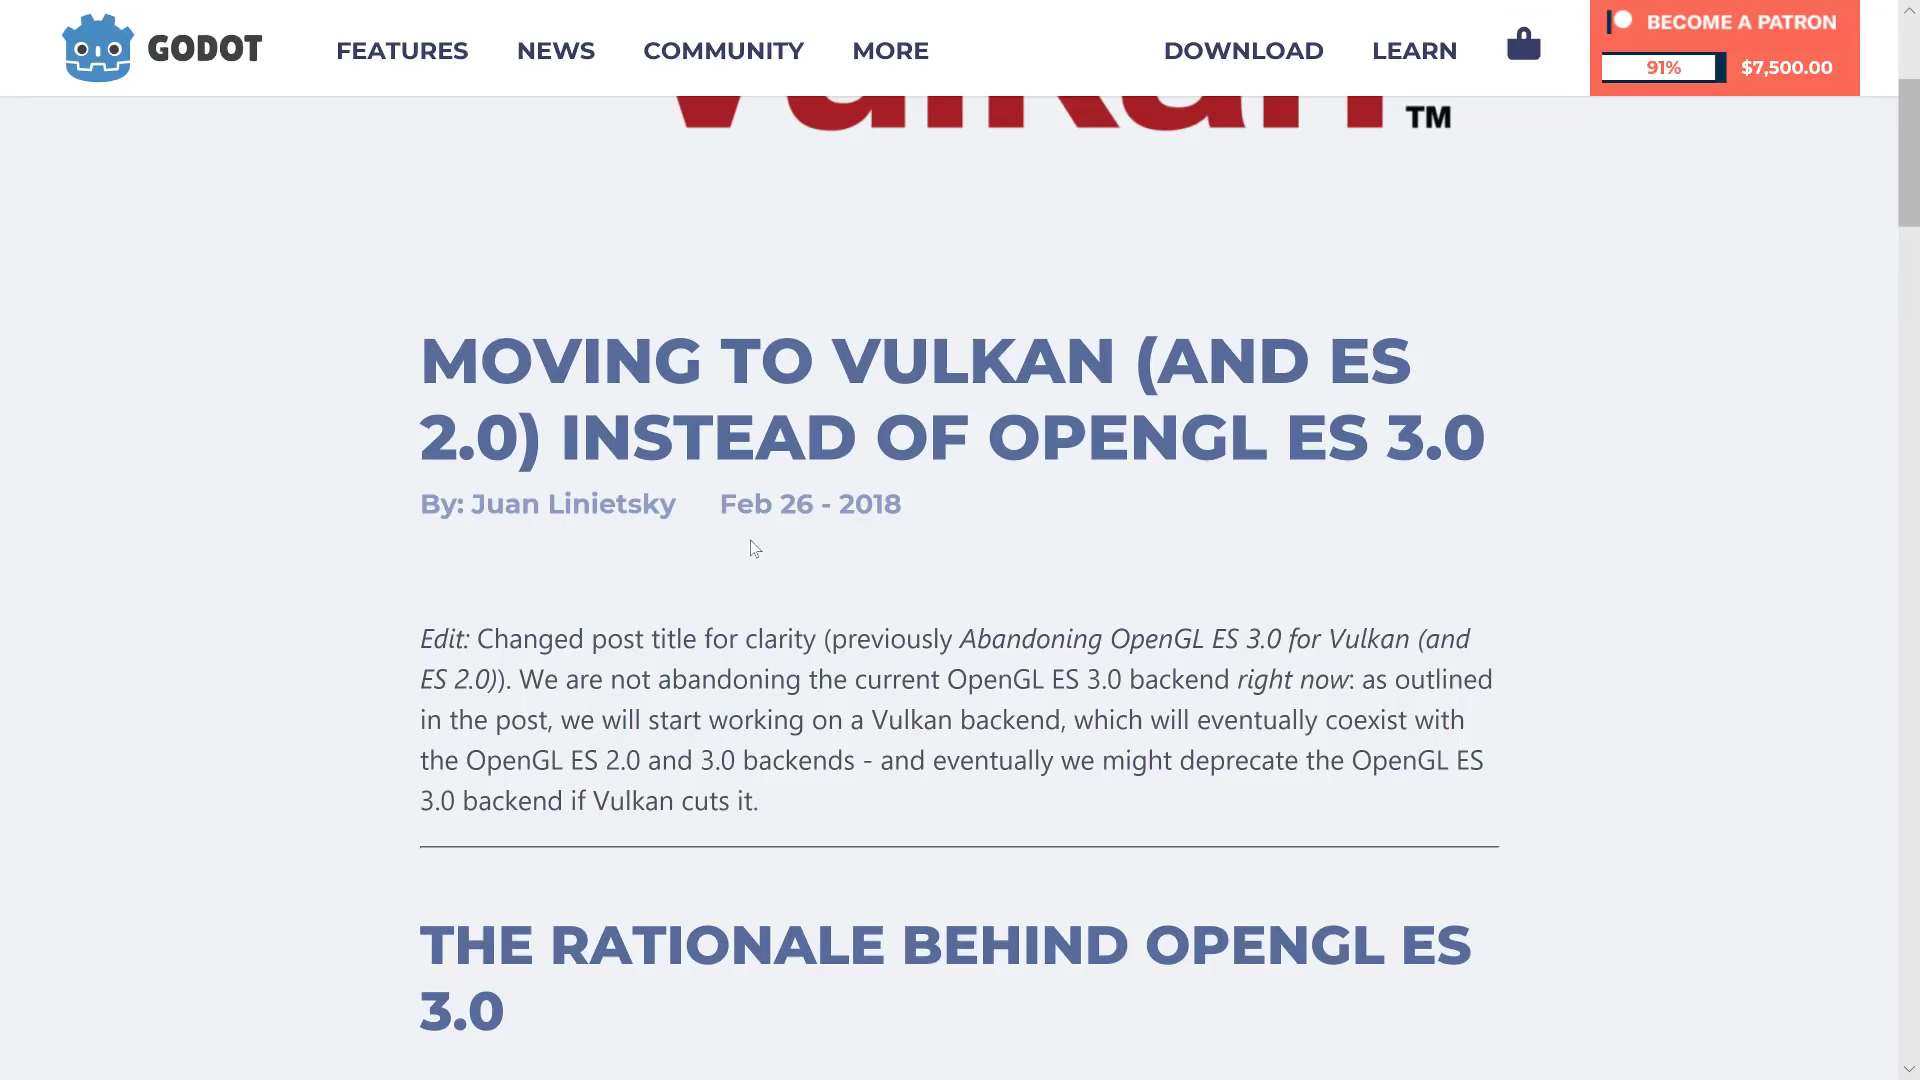 GODOT
FEATURES NEWS COMMUNITY MORE DOWNLOAD LEARN
BECOME A PATRON
91% $7,500.00
Vulkan TM
MOVING TO VULKAN (AND ES
2.0) INSTEAD OF OPENGL ES 3.0
By: Juan Linietsky Feb 26 - 2018
Edit: Changed post title for clarity (previously Abandoning OpenGL ES 3.0 for Vulkan (and
ES 2.0)). We are not abandoning the current OpenGL ES 3.0 backend right now: as outlined
in the post, we will start working on a Vulkan backend, which will eventually coexist with
the OpenGL ES 2.0 and 3.0 backends - and eventually we might deprecate the OpenGL ES
3.0 backend if Vulkan cuts it.
THE RATIONALE BEHIND OPENGL ES
3.0